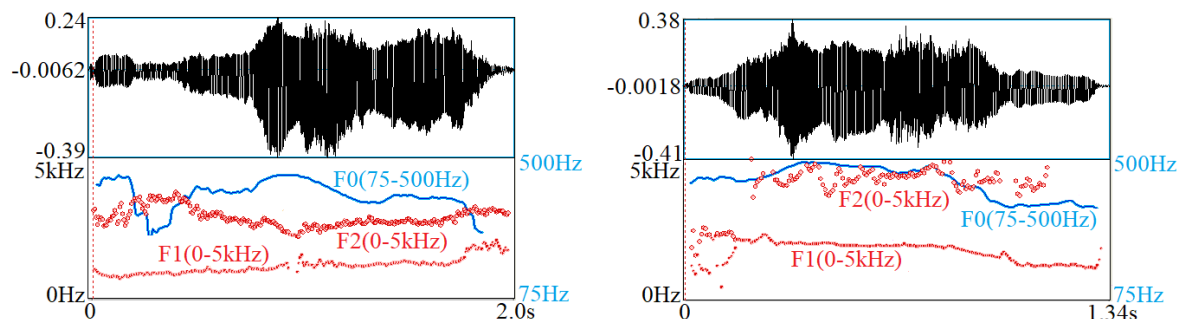 0.24
-0.0062
-0.39
5kHz
500Hz
F0(75-500Hz)
F1(0-5kHz)
F2(0-5kHz)
0Hz
75Hz
0
2.0s
0.38
-0.0018
-0.41
5kHz
500Hz
F2(0-5kHz)
F0(75-500Hz)
F1(0-5kHz)
0Hz
75Hz
0
1.34s